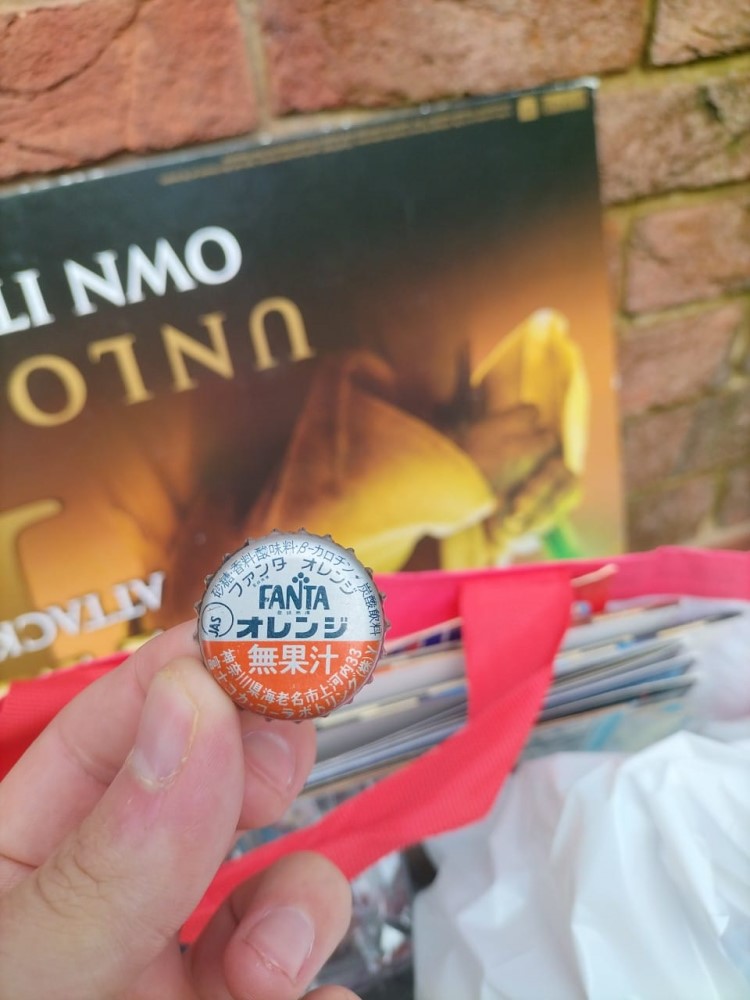 OWN IT
UNLO
ATTACK
砂糖・香料・酸味料・β-カロチン・炭酸飲料
ファンタ オレンジ
FANTA
JAS
オレンジ
無果汁
神奈川県海老名市上河内33
富士コカ・コーラボトリング(株)Y